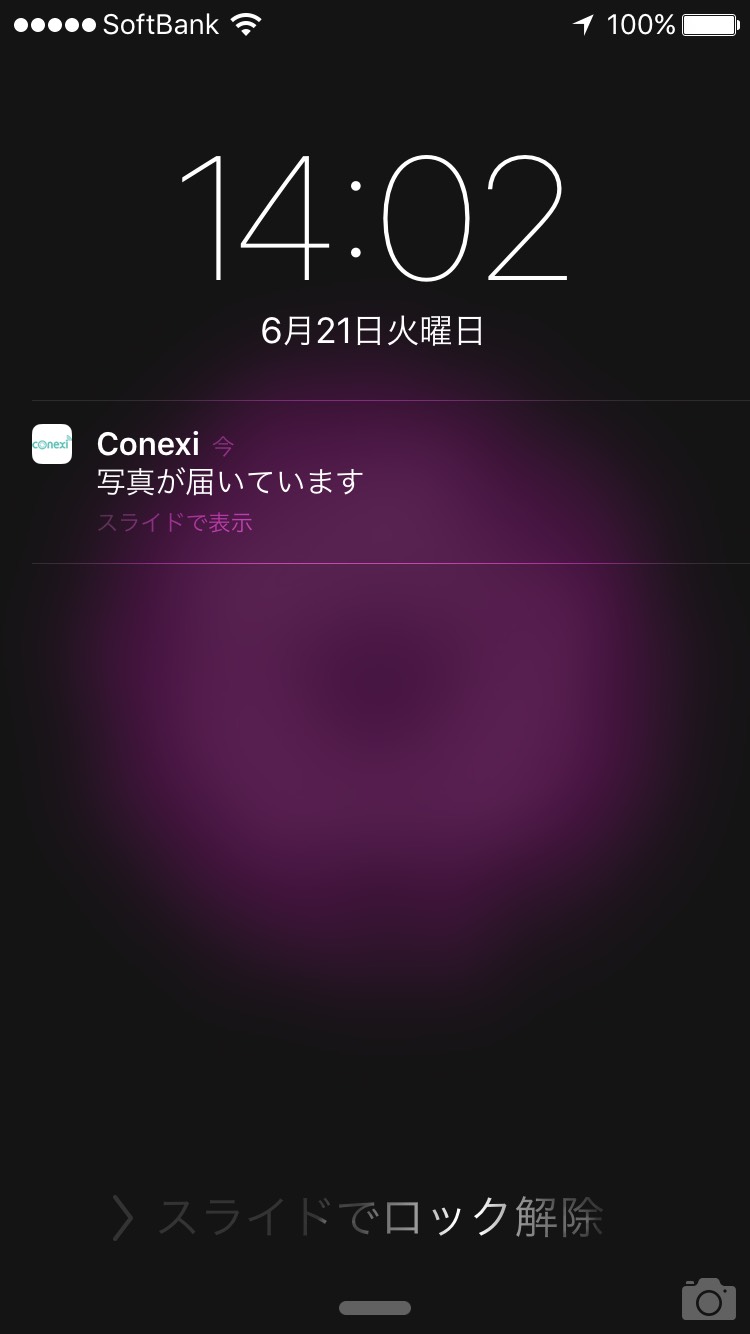 SoftBank 100%
14:02
6月21日火曜日
conexi
Conexi 今
写真が届いています
スライドで表示
スライドでロック解除